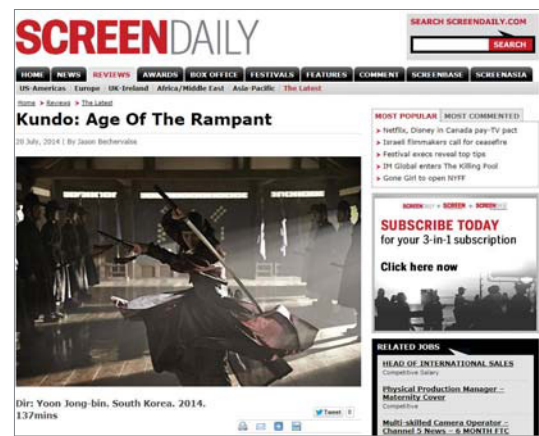 SCREENDAILY
SEARCH SCREENDAILY.COM
SEARCH
HOME NEWS REVIEWS AWARDS BOX OFFICE FESTIVALS FEATURES COMMENT SCREENBASE SCREENASIA
US-Americas Europe UK-Ireland Africa/Middle East Asia-Pacific The Latest
Home > Reviews > The Latest
Kundo: Age Of The Rampant
28 July, 2014 | By Jason Bechervaise
Dir: Yoon Jong-bin. South Korea. 2014.
137mins
Tweet 0
MOST POPULAR MOST COMMENTED
> Netflix, Disney in Canada pay-TV pact
> Israeli filmmakers call for ceasefire
> Festival execs reveal top tips
> IM Global enters The Killing Pool
> Gone Girl to open NYFF
SUBSCRIBE TODAY
for your 3-in-1 subscription
Click here now
RELATED JOBS
HEAD OF INTERNATIONAL SALES
Competitive Salary
Physical Production Manager –
Maternity Cover
Competitive
Multi-skilled Camera Operator –
Channel 5 News – 6 MONTH FTC